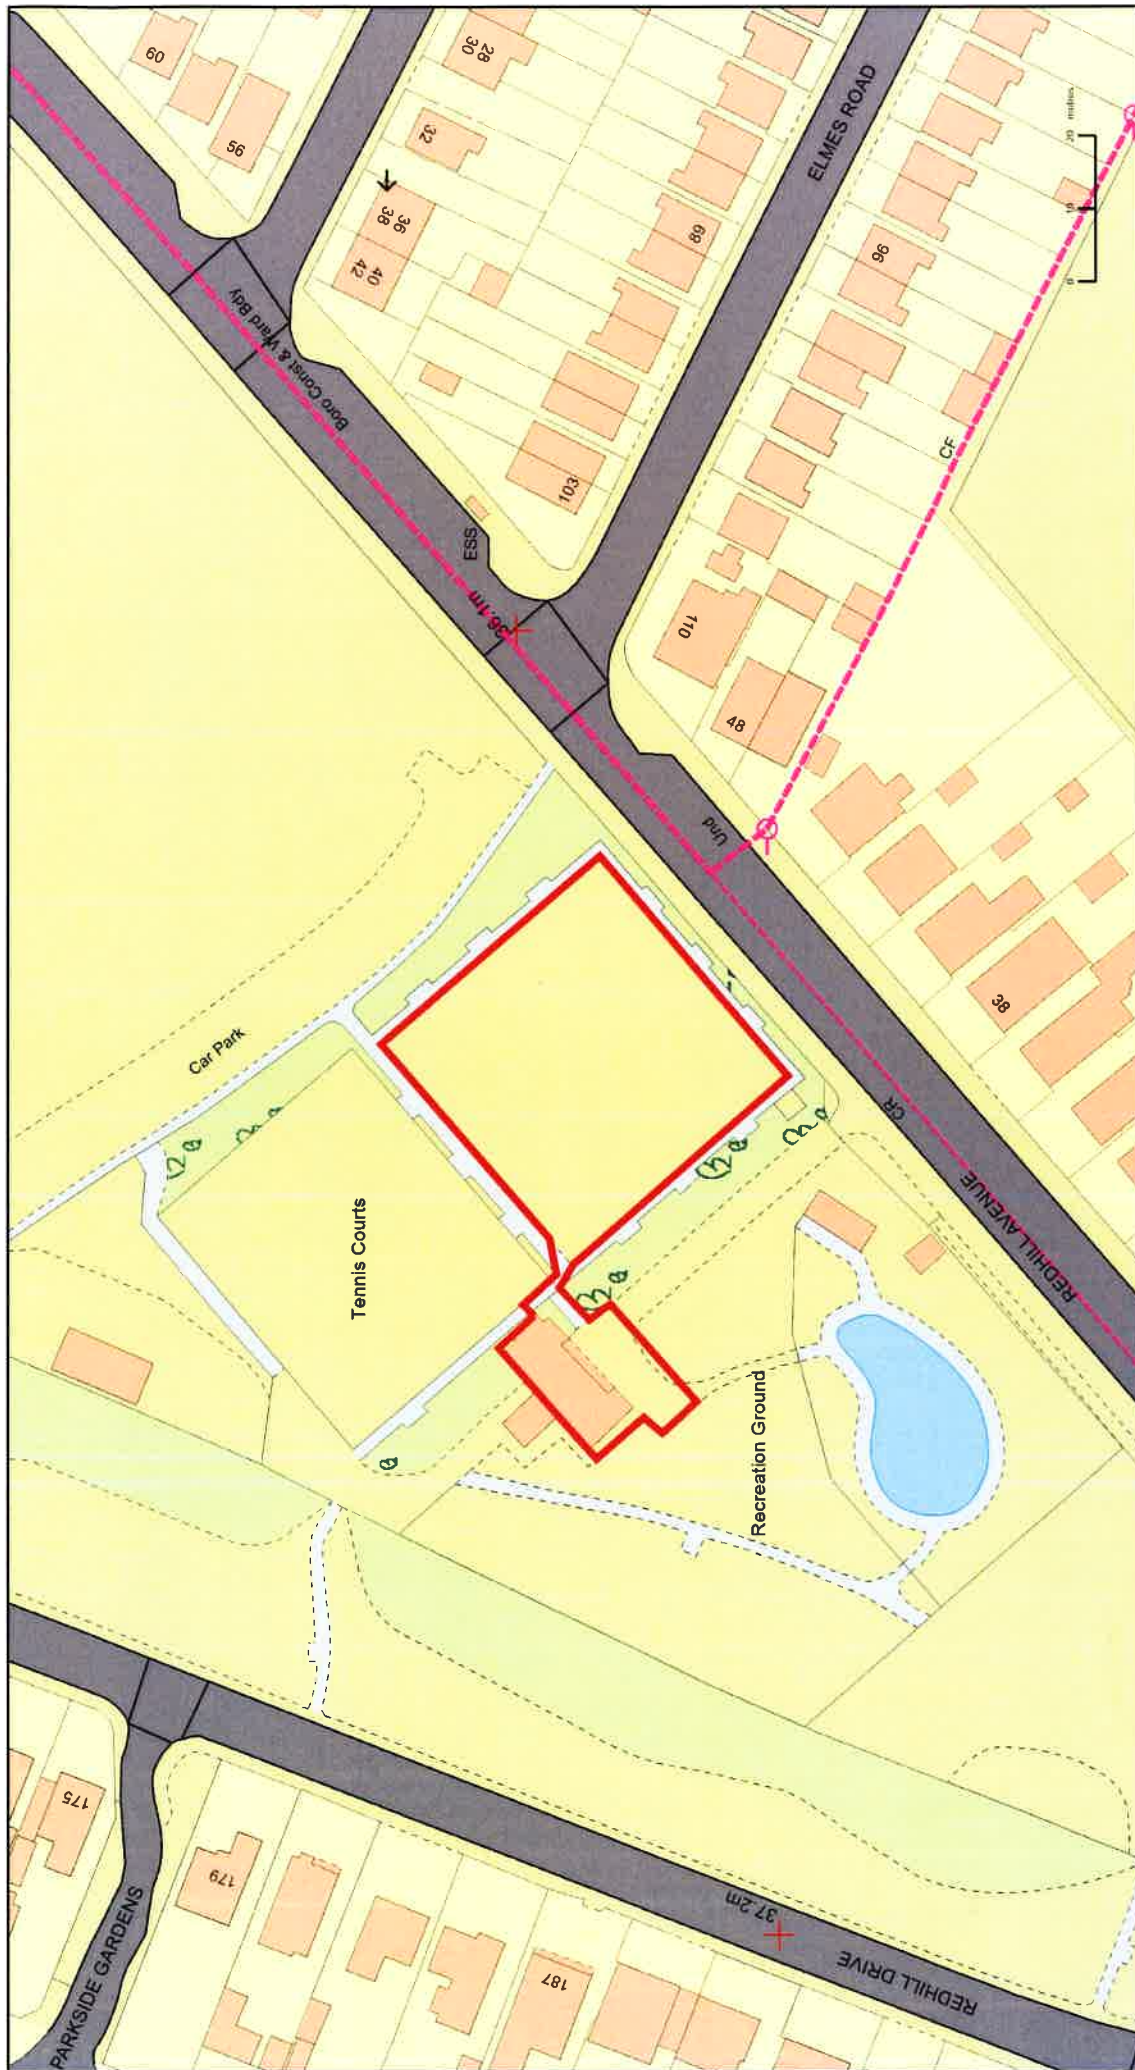 60
95
28
30
32
36
38
40
42
ELMES ROAD
metres
20
10
0
89
96
Boro Const & Ward Bdy
103
CF
ESS
36.1m
110
48
Und
38
Car Park
CR
REDHILL AVENUE
Tennis Courts
Recreation Ground
175
PARKSIDE GARDENS
179
37.2m
187
REDHILL DRIVE